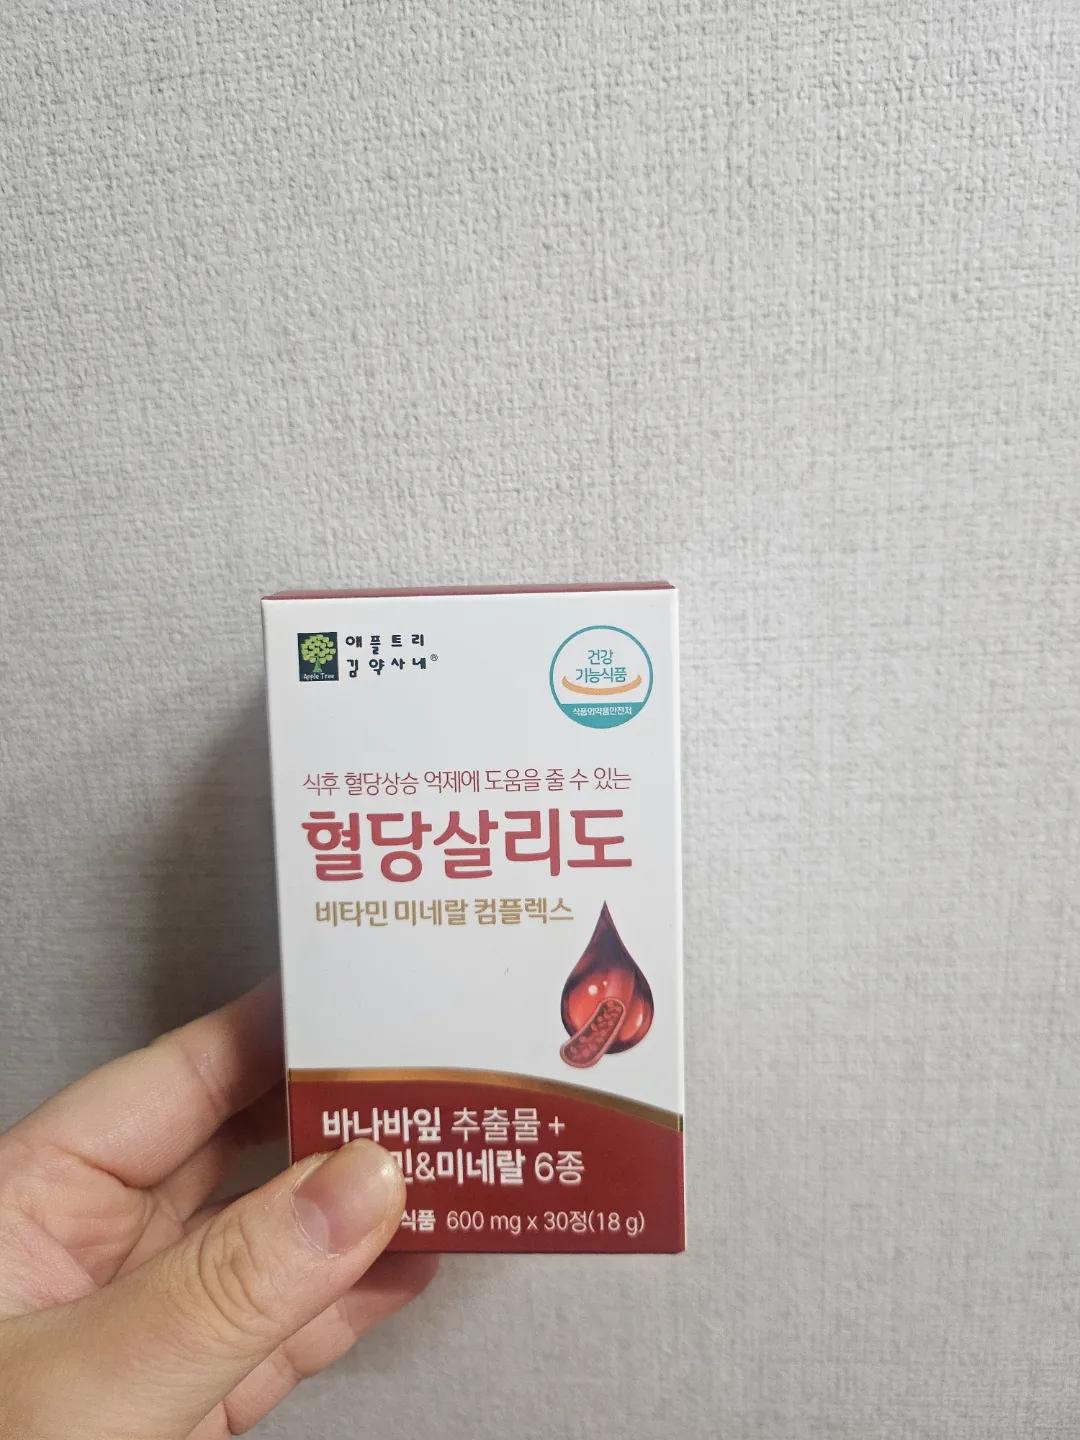 애플트리
김약사네®
Apple Tree
건강
기능식품
식품의약품안전처
식후 혈당상승 억제에 도움을 줄 수 있는
혈당살리도
비타민 미네랄 컴플렉스
바나바잎 추출물 +
민&미네랄 6종
식품 600 mg x 30정(18 g)